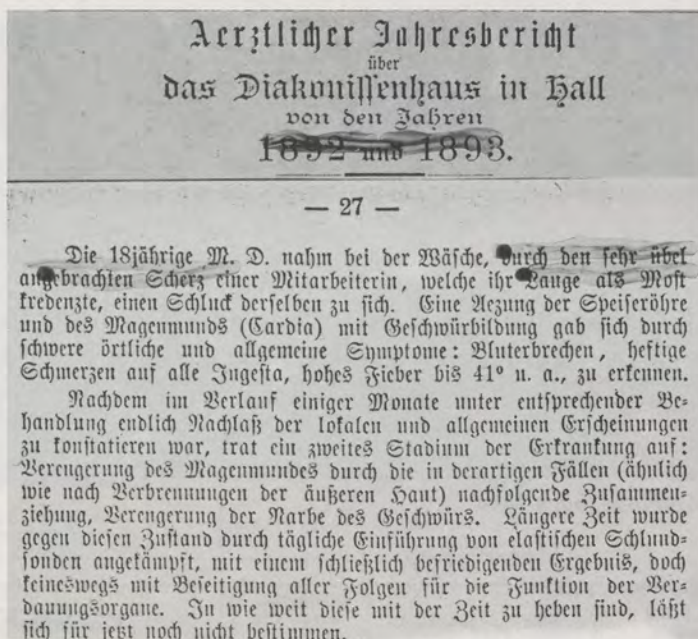 Aerztlicher Jahresbericht
über
das Diakonissenhaus in Hall
von den Jahren
1892 und 1893.
— 27 —
Die 18jährige M. D. nahm bei der Wäsche, durch den sehr übel
angebrachten Scherz einer Mitarbeiterin, welche ihr Lauge als Most
kredenzte, einen Schluck derselben zu sich. Eine Aezung der Speiseröhre
und des Magenmunds (Cardia) mit Geschwürbildung gab sich durch
schwere örtliche und allgemeine Symptome: Bluterbrechen, heftige
Schmerzen auf alle Ingesta, hohes Fieber bis 41° u. a., zu erkennen.
Nachdem im Verlauf einiger Monate unter entsprechender Be-
handlung endlich Nachlaß der lokalen und allgemeinen Erscheinungen
zu konstatieren war, trat ein zweites Stadium der Erkrankung auf:
Verengerung des Magenmundes durch die in derartigen Fällen (ähnlich
wie nach Verbrennungen der äußeren Haut) nachfolgende Zusammen-
ziehung, Verengerung der Narbe des Geschwürs. Längere Zeit wurde
gegen diesen Zustand durch tägliche Einführung von elastischen Schlund-
sonden angekämpft, mit einem schließlich befriedigenden Ergebnis, doch
keineswegs mit Beseitigung aller Folgen für die Funktion der Ver-
dauungsorgane. In wie weit diese mit der Zeit zu heben sind, läßt
sich für jetzt noch nicht bestimmen.